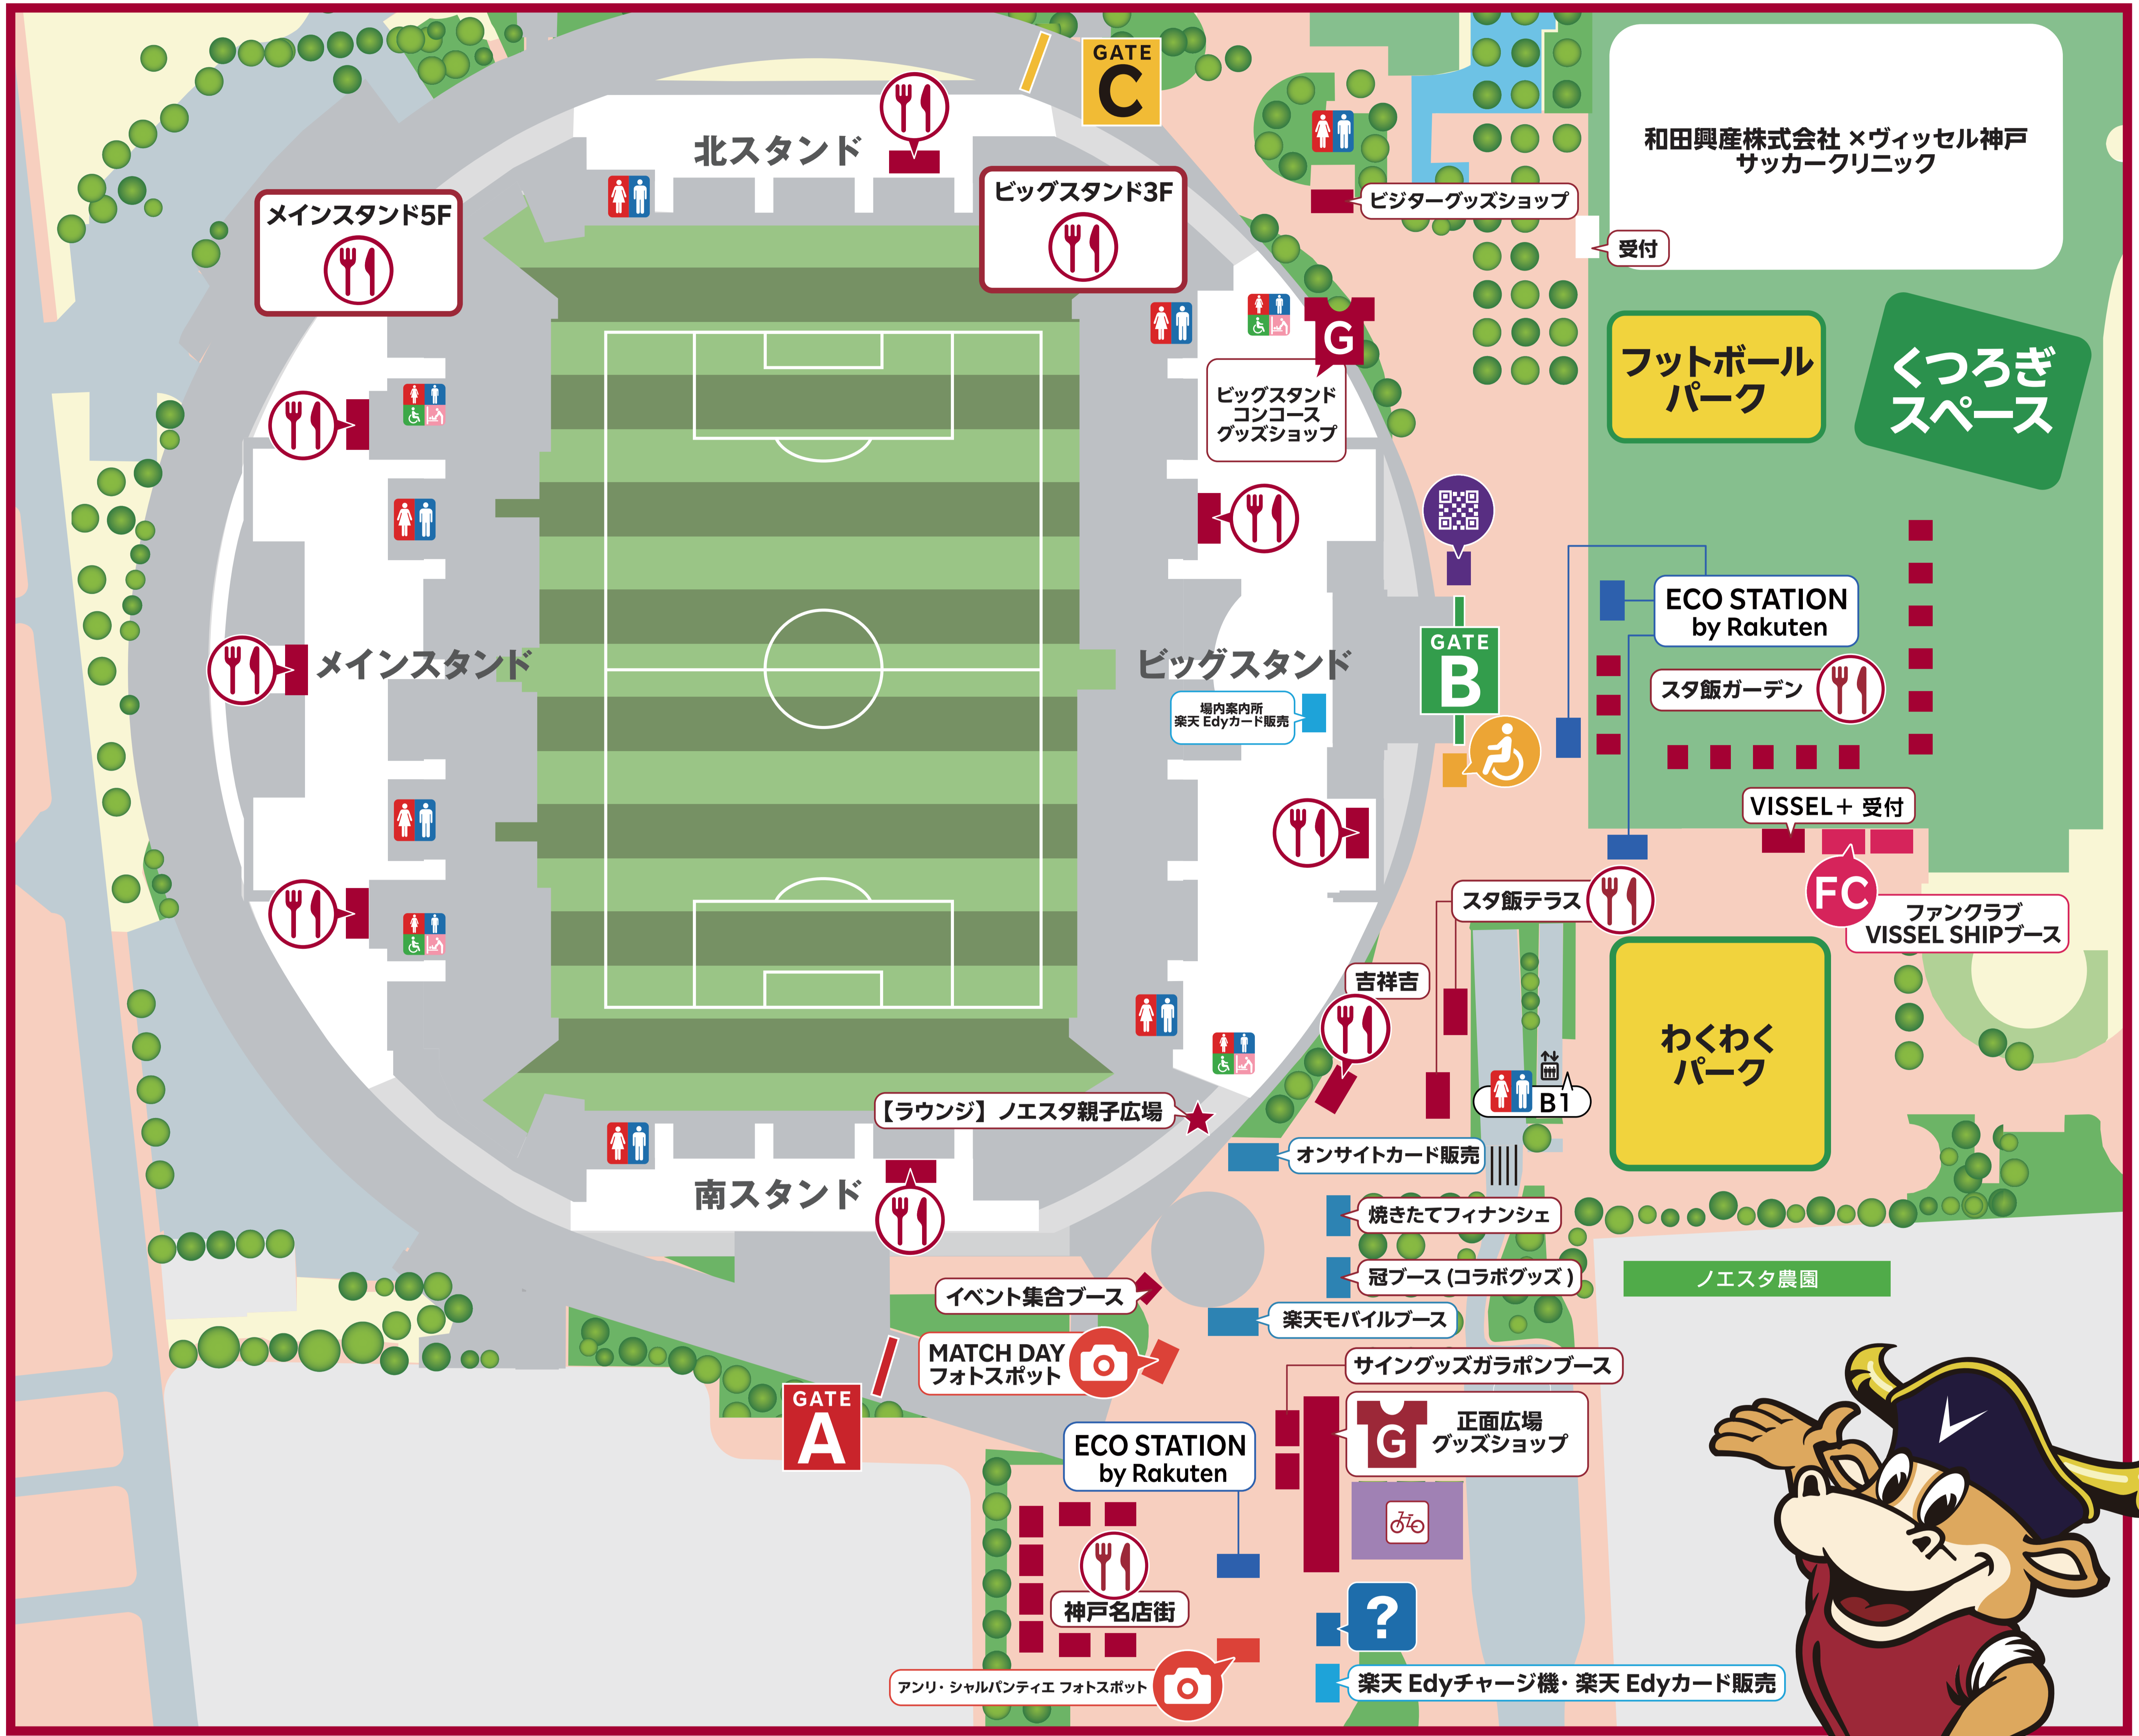 GATE
C
北スタンド
和田興産株式会社 ×ヴィッセル神戸
サッカークリニック
メインスタンド5F
ビッグスタンド3F
ビジターグッズショップ
受付
G
ビッグスタンド
コンコース
グッズショップ
フットボール
パーク
くつろぎ
スペース
ECO STATION
by Rakuten
メインスタンド
ビッグスタンド
GATE
B
スタ飯ガーデン
場内案内所
楽天 Edyカード販売
VISSEL＋ 受付
スタ飯テラス
FC
ファンクラブ
VISSEL SHIPブース
吉祥吉
わくわく
パーク
B1
【ラウンジ】ノエスタ親子広場
オンサイトカード販売
南スタンド
焼きたてフィナンシェ
冠ブース (コラボグッズ )
ノエスタ農園
イベント集合ブース
楽天モバイルブース
MATCH DAY
フォトスポット
サイングッズガラポンブース
GATE
A
G
正面広場
グッズショップ
ECO STATION
by Rakuten
神戸名店街
?
アンリ・シャルパンティエ フォトスポット
楽天 Edyチャージ機・楽天 Edyカード販売